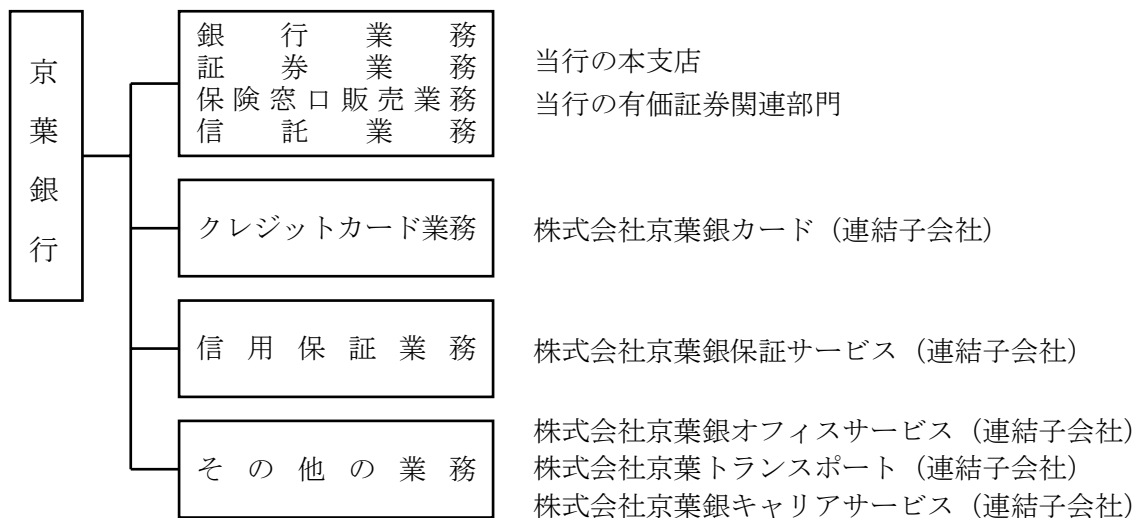 京葉銀行
銀行業務
証券業務
保険窓口販売業務
信託業務
当行の本支店
当行の有価証券関連部門
クレジットカード業務
株式会社京葉銀カード（連結子会社）
信用保証業務
株式会社京葉銀保証サービス（連結子会社）
その他の業務
株式会社京葉銀オフィスサービス（連結子会社）
株式会社京葉トランスポート（連結子会社）
株式会社京葉銀キャリアサービス（連結子会社）